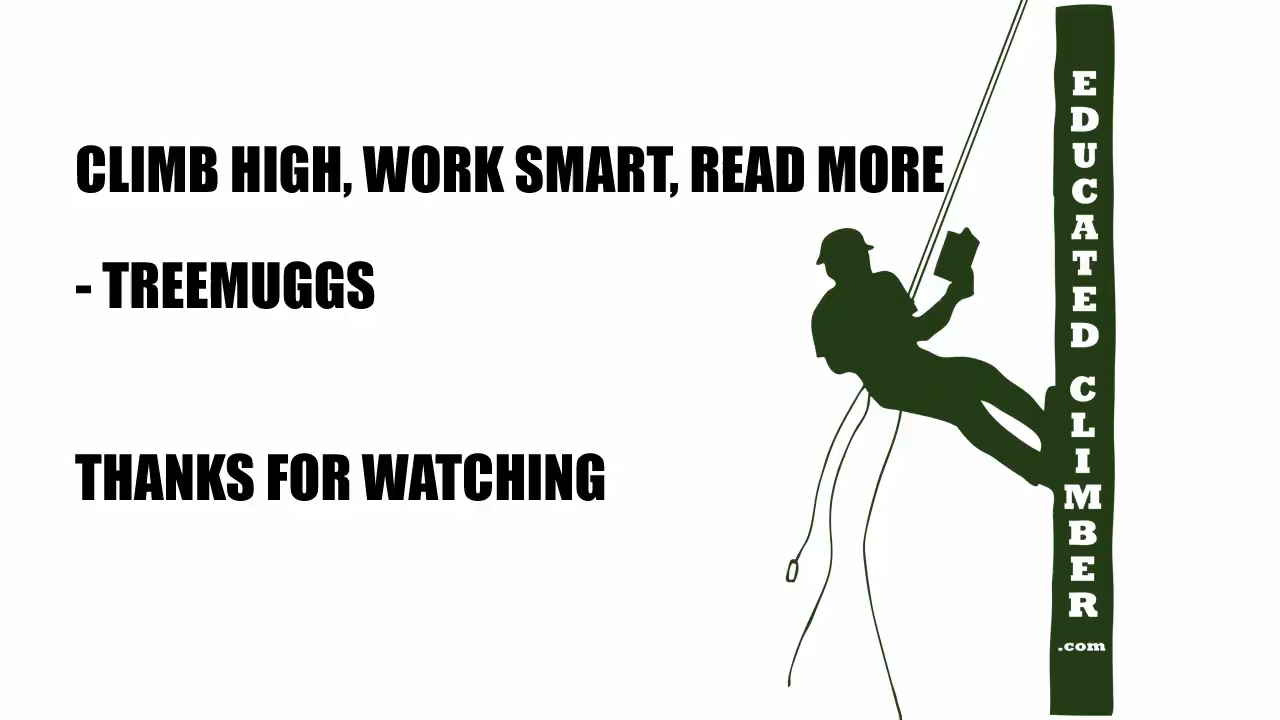 CLIMB HIGH, WORK SMART, READ MORE
- TREEMUGGS
THANKS FOR WATCHING
EDUCATED CLIMBER
.com